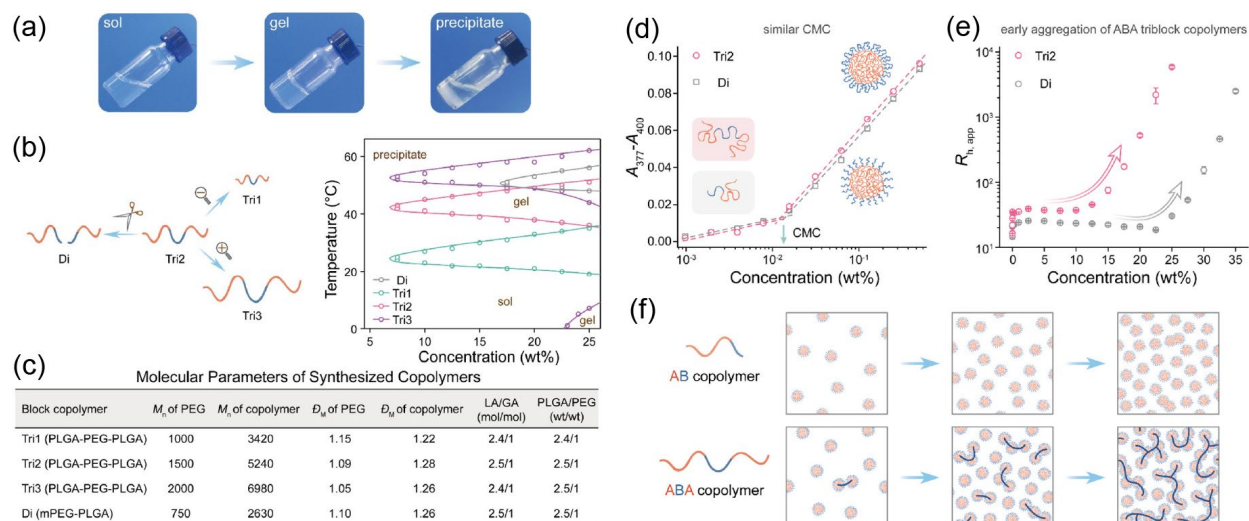 (a)
sol
gel
precipitate
(b)
Di
Tri2
Tri1
Tri3
Temperature (°C)
60
40
20
0
precipitate
gel
sol
gel
Di
Tri1
Tri2
Tri3
5 10 15 20 25
Concentration (wt%)
(c)
Molecular Parameters of Synthesized Copolymers
Block copolymer Mn of PEG Mn of copolymer ĐM of PEG ĐM of copolymer LA/GA (mol/mol) PLGA/PEG (wt/wt)
Tri1 (PLGA-PEG-PLGA) 1000 3420 1.15 1.22 2.4/1 2.4/1
Tri2 (PLGA-PEG-PLGA) 1500 5240 1.09 1.28 2.5/1 2.5/1
Tri3 (PLGA-PEG-PLGA) 2000 6980 1.05 1.26 2.4/1 2.5/1
Di (mPEG-PLGA) 750 2630 1.10 1.26 2.5/1 2.5/1
(d)
similar CMC
Tri2
Di
A377-A400
0.10
0.08
0.06
0.04
0.02
0.00
CMC
10-3 10-2 10-1
Concentration (wt%)
(e)
early aggregation of ABA triblock copolymers
Tri2
Di
Rh, app
104
103
102
101
0 5 10 15 20 25 30 35
Concentration (wt%)
(f)
AB copolymer
ABA copolymer